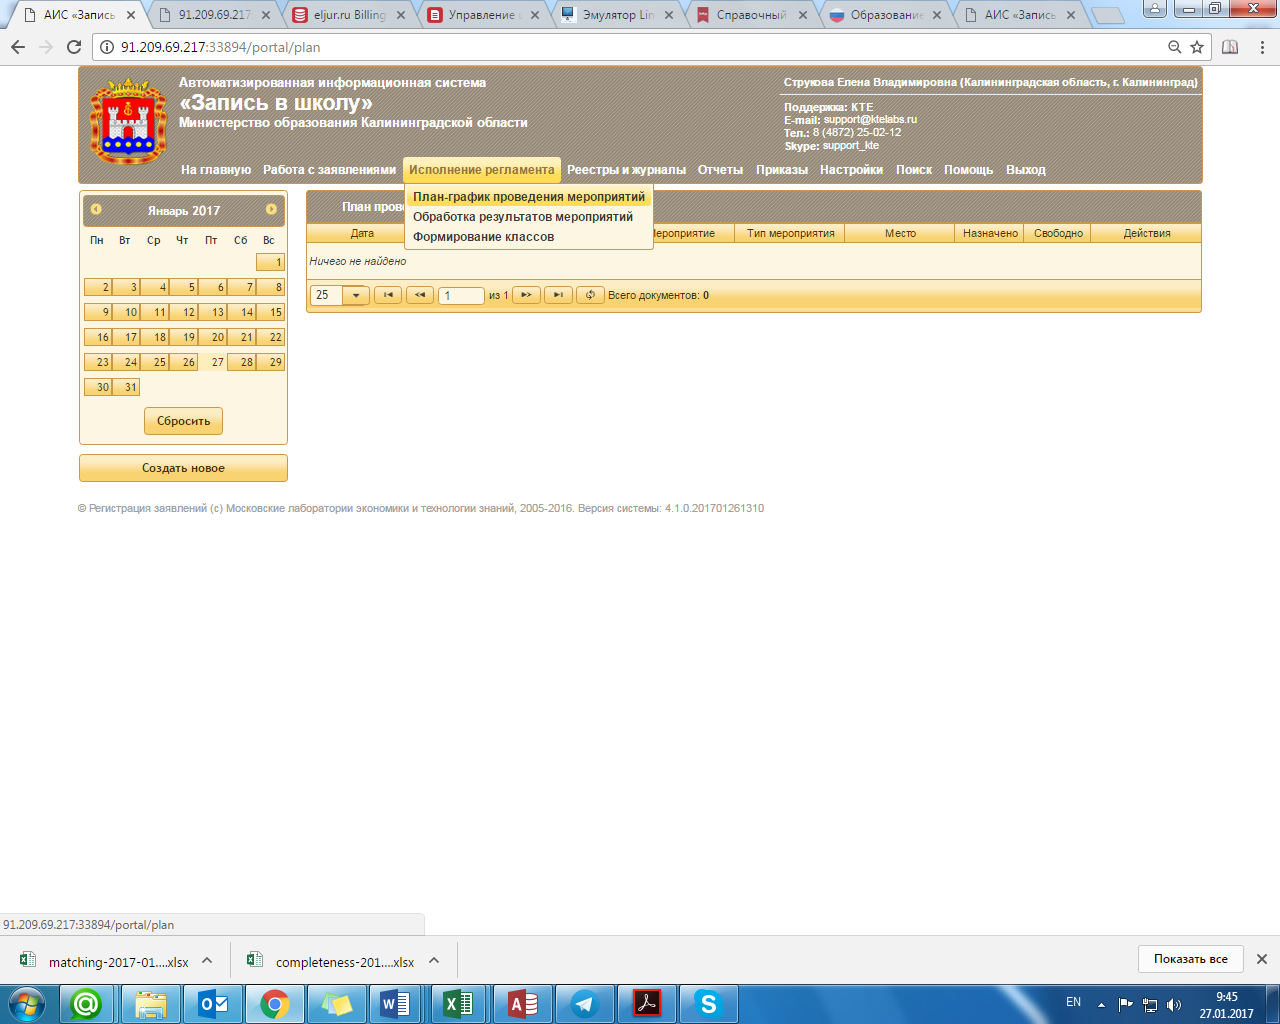 АИС «Запись
91.209.69.217:
eljur.ru Billing
Управление
Эмулятор Lin
Справочный
Образование
АИС «Запись
91.209.69.217:33894/portal/plan
Автоматизированная информационная система
«Запись в школу»
Министерство образования Калининградской области
Струкова Елена Владимировна (Калининградская область, г. Калининград)
Поддержка: КТЕ
E-mail: support@ktelabs.ru
Тел.: 8 (4872) 25-02-12
Skype: support_kte
На главную Работа с заявлениями Исполнение регламента Реестры и журналы Отчеты Приказы Настройки Поиск Помощь Выход
План-график проведения мероприятий
Обработка результатов мероприятий
Формирование классов
Январь 2017
Пн Вт Ср Чт Пт Сб Вс
1
2 3 4 5 6 7 8
9 10 11 12 13 14 15
16 17 18 19 20 21 22
23 24 25 26 27 28 29
30 31
Сбросить
Создать новое
План прове
Дата Мероприятие Тип мероприятия Место Назначено Свободно Действия
Ничего не найдено
25 1 из 1 Всего документов: 0
© Регистрация заявлений (с) Московские лаборатории экономики и технологии знаний, 2005-2016. Версия системы: 4.1.0.201701261310
91.209.69.217:33894/portal/plan
matching-2017-01....xlsx
completeness-201....xlsx
Показать все
EN
9:45
27.01.2017